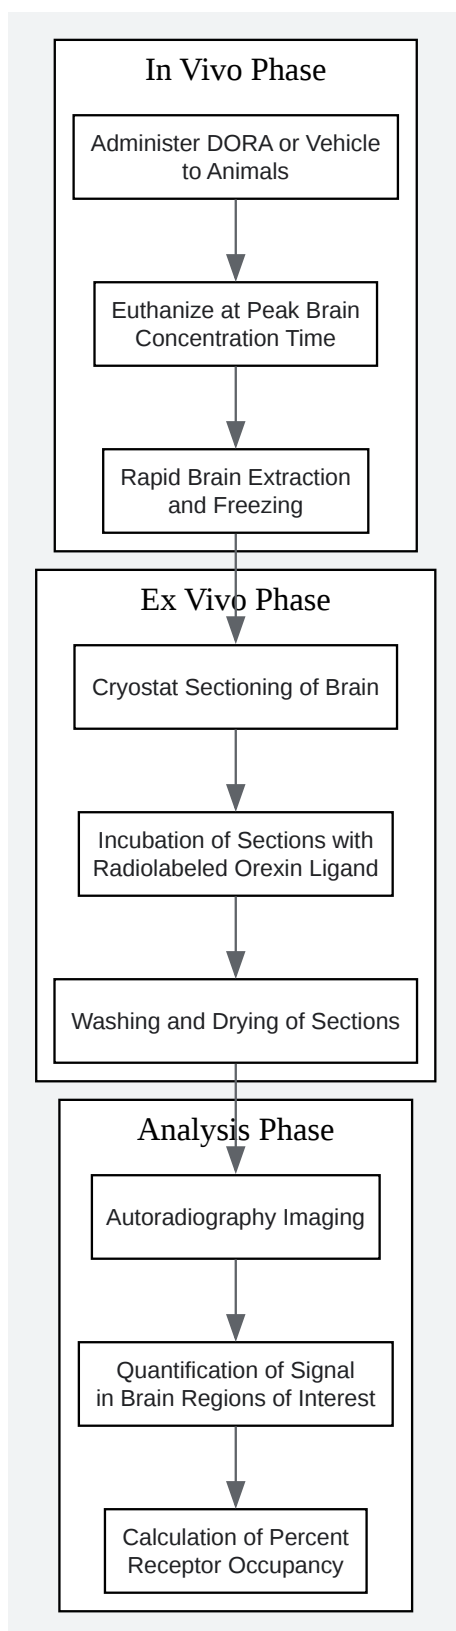 In Vivo Phase
Administer DORA or Vehicle
to Animals
Euthanize at Peak Brain
Concentration Time
Rapid Brain Extraction
and Freezing
Ex Vivo Phase
Cryostat Sectioning of Brain
Incubation of Sections with
Radiolabeled Orexin Ligand
Washing and Drying of Sections
Analysis Phase
Autoradiography Imaging
Quantification of Signal
in Brain Regions of Interest
Calculation of Percent
Receptor Occupancy